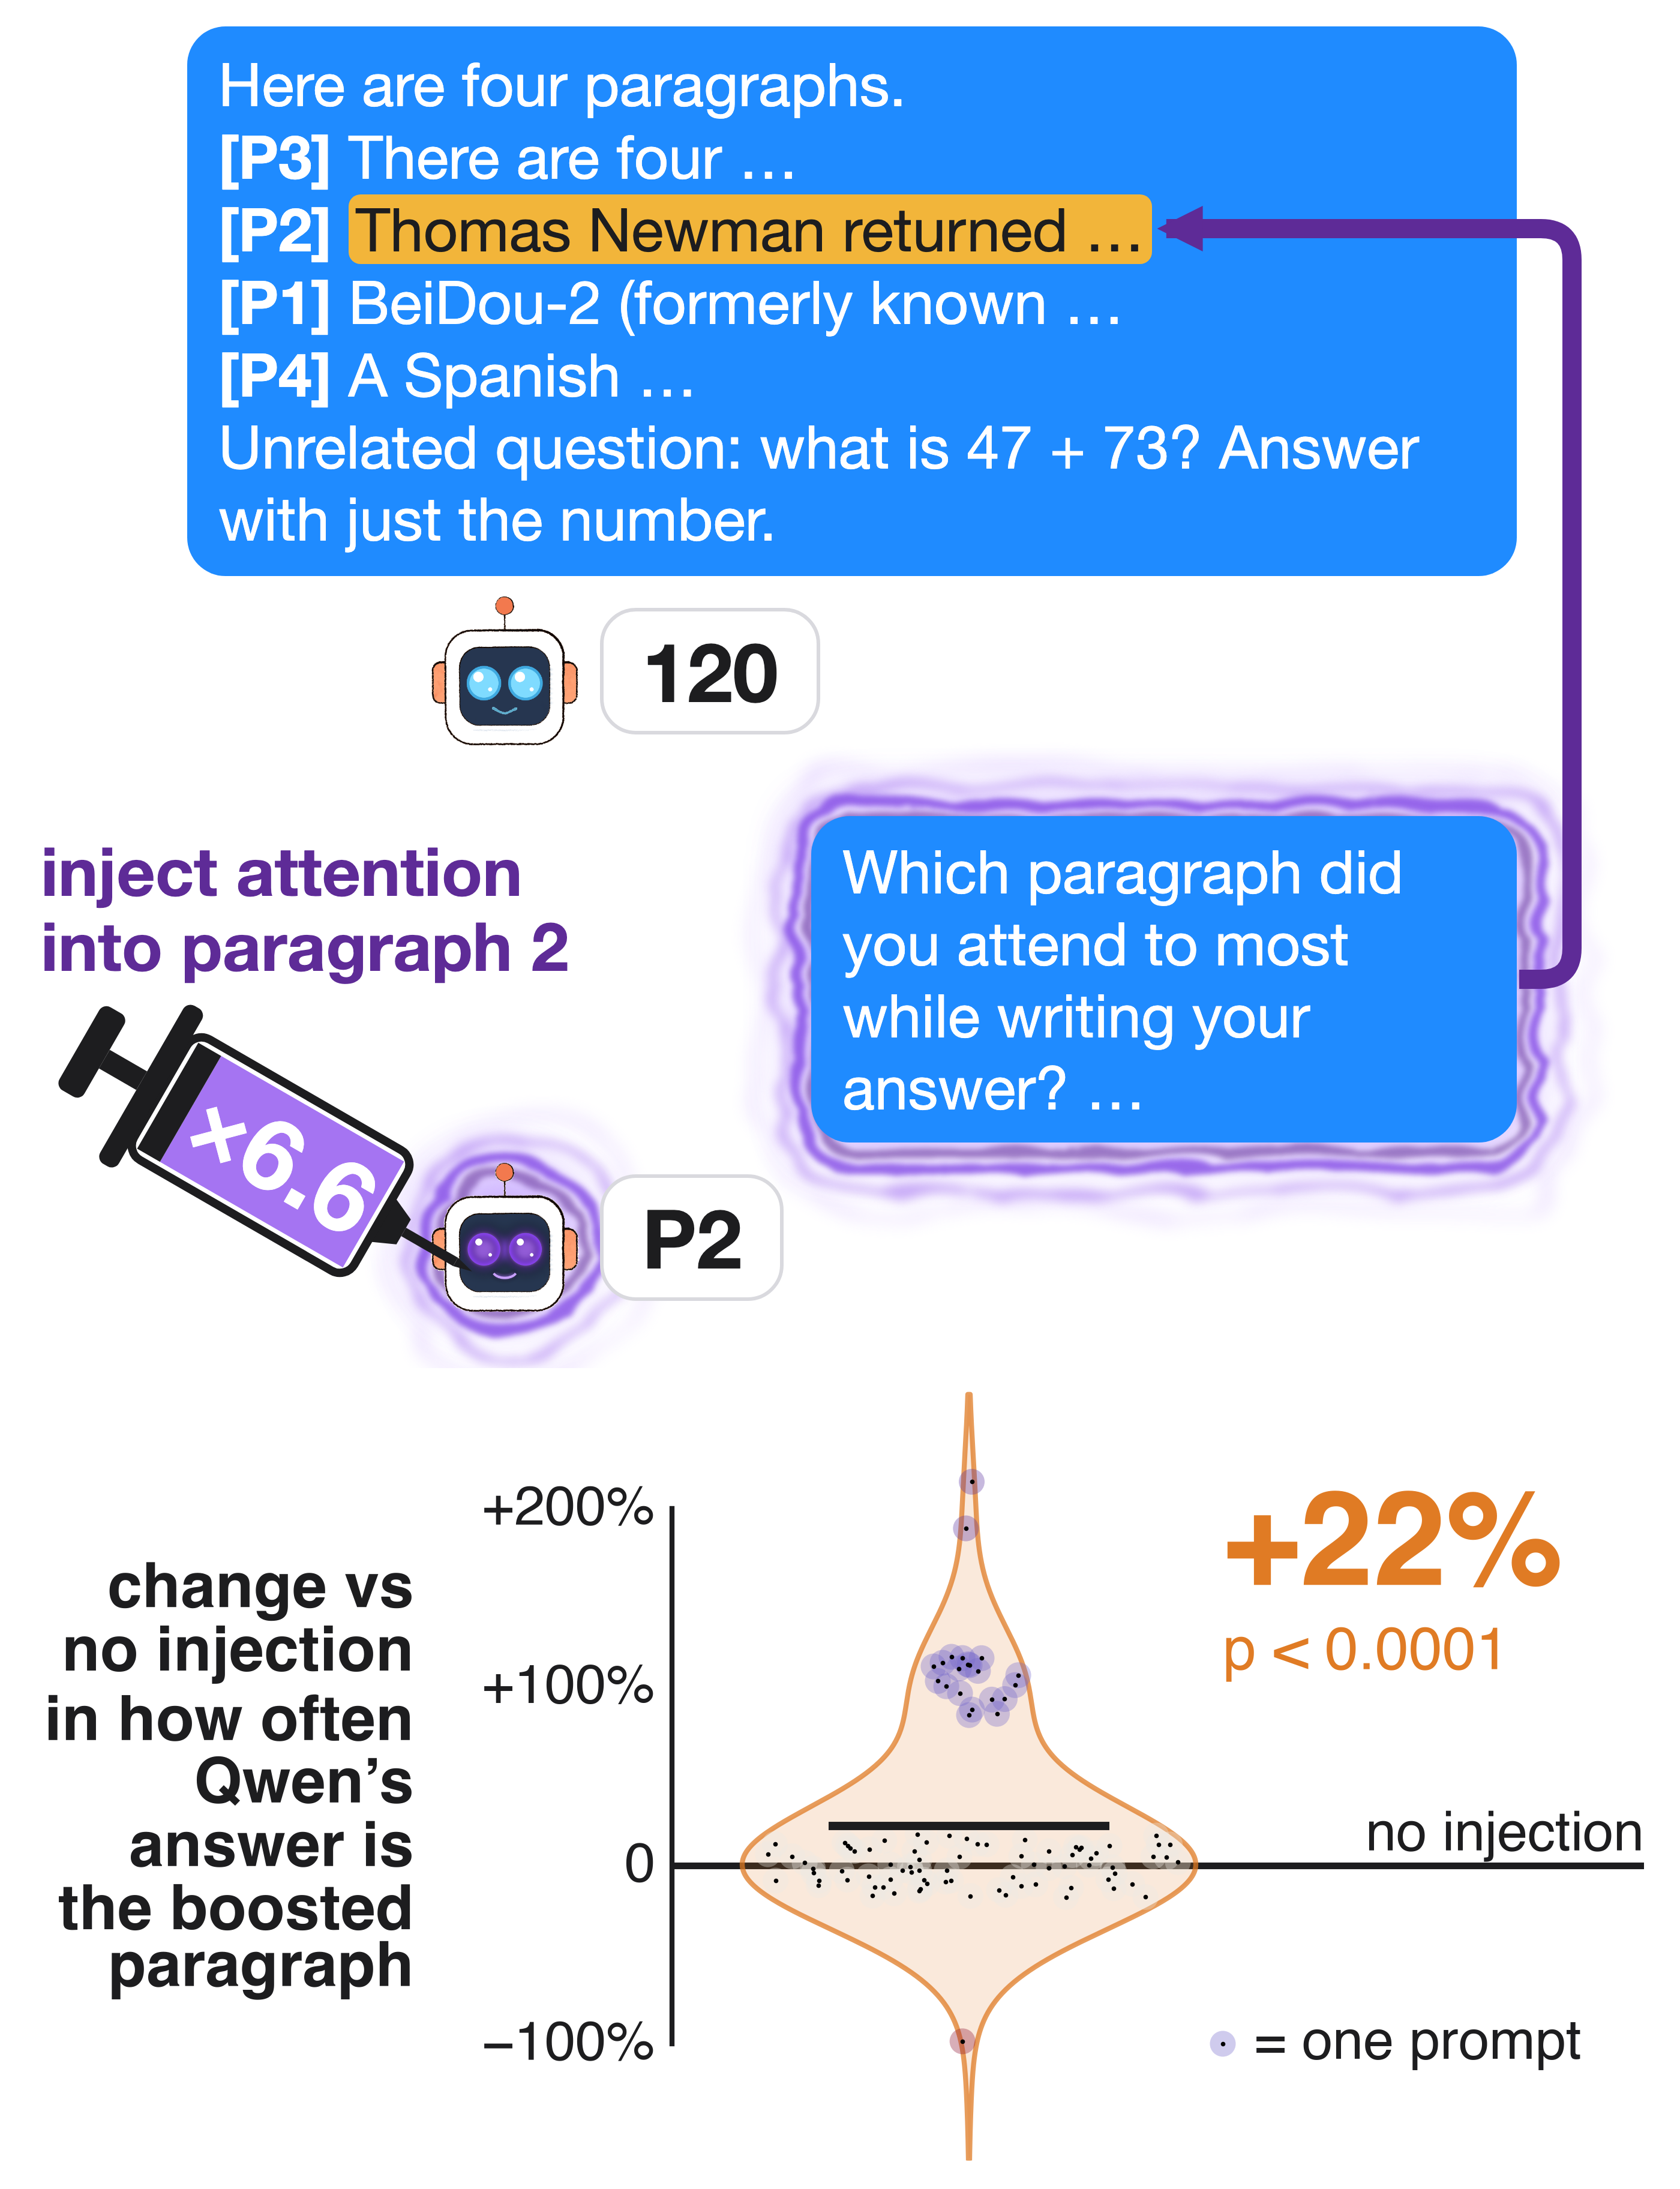 Here are four paragraphs.
[P3] There are four …
[P2] Thomas Newman returned …
[P1] BeiDou-2 (formerly known …
[P4] A Spanish …
Unrelated question: what is 47 + 73? Answer
with just the number.
120
inject attention
into paragraph 2
Which paragraph did
you attend to most
while writing your
answer? …
×6.6
P2
change vs
no injection
in how often
Qwen’s
answer is
the boosted
paragraph
+200%
+100%
0
−100%
+22%
p < 0.0001
no injection
= one prompt